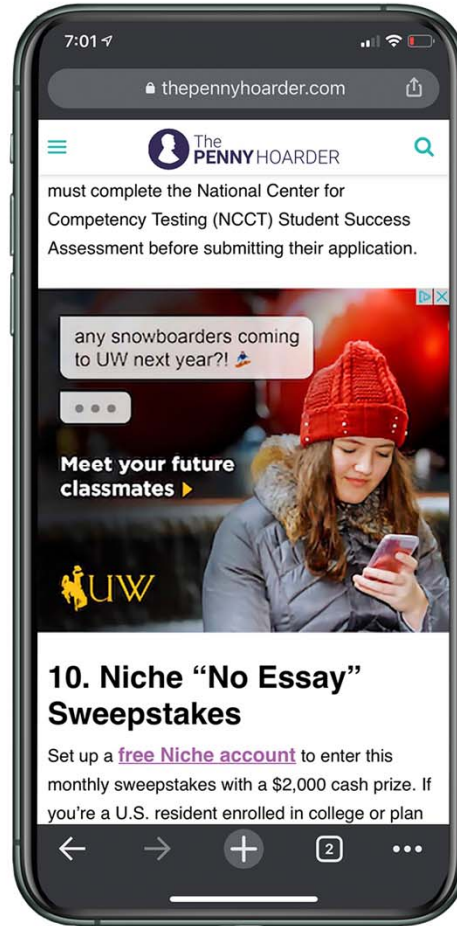 7:01
thepennyhoarder.com
The
PENNYHOARDER
must complete the National Center for
Competency Testing (NCCT) Student Success
Assessment before submitting their application.
any snowboarders coming
to UW next year?! 🏂
Meet your future
classmates
UW
10. Niche “No Essay”
Sweepstakes
Set up a free Niche account to enter this
monthly sweepstakes with a $2,000 cash prize. If
you’re a U.S. resident enrolled in college or plan
2